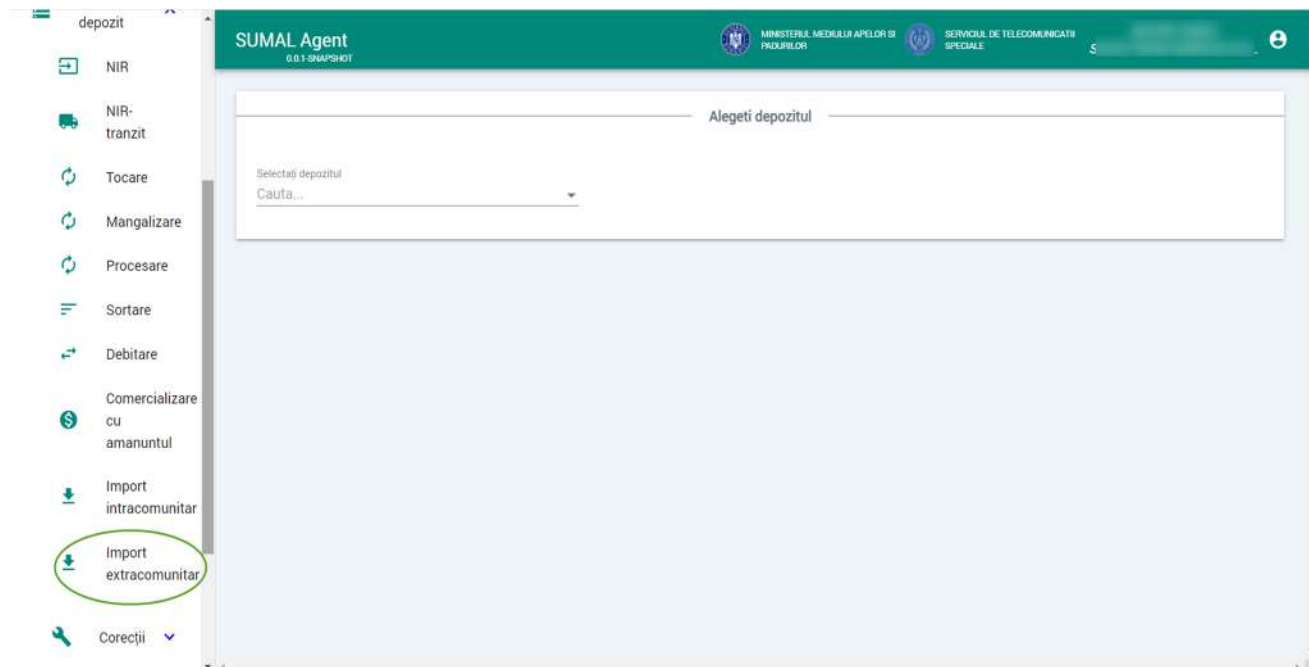 depozit
NIR
NIR-
tranzit
Tocare
Mangalizare
Procesare
Sortare
Debitare
Comercializare
cu
amanuntul
Import
intracomunitar
Import
extracomunitar
Corecții
SUMAL Agent
0.0.1-SNAPSHOT
MINISTERUL MEDIULUI APELOR SI
PADURILOR
SERVICIUL DE TELECOMUNICATII
SPECIALE
S
Alegeti depozitul
Selectați depozitul
Cauta...